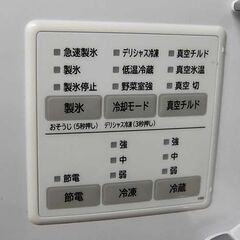 急速製氷 デリシャス冷凍 真空チルド
製氷 低温冷蔵 真空氷温
製氷停止 野菜室強 真空 切
製氷 冷却モード 真空チルド
おそうじ(5秒押し) デリシャス冷凍(3秒押し)
強 強
中 中
節電 弱 弱
節電 冷凍 冷蔵